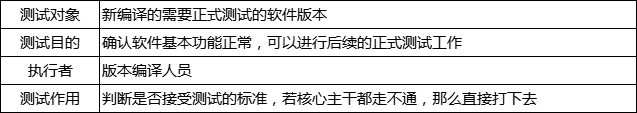 测试对象 新编译的需要正式测试的软件版本
测试目的 确认软件基本功能正常，可以进行后续的正式测试工作
执行者 版本编译人员
测试作用 判断是否接受测试的标准，若核心主干都走不通，那么直接打下去